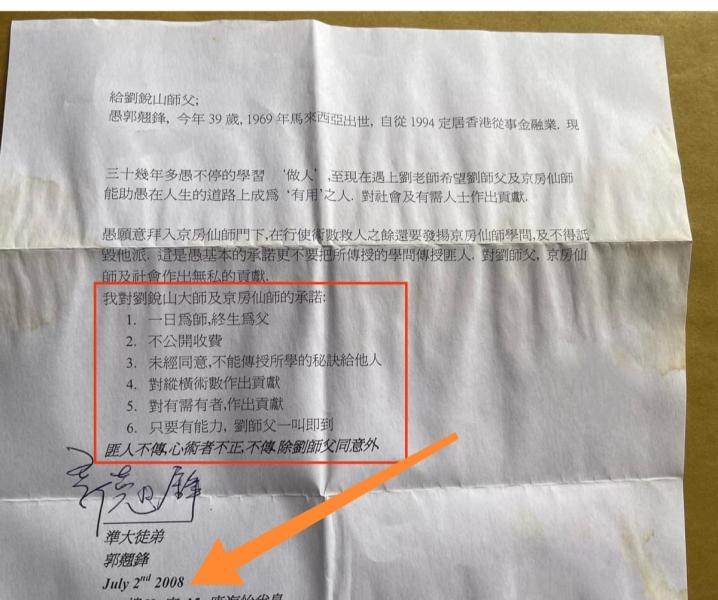 給劉銳山師父;
愚郭翹鋒, 今年 39 歲, 1969 年馬來西亞出世, 自從 1994 定居香港從事金融業. 現
三十幾年多愚不停的學習 '做人' ,至現在遇上劉老師希望劉師父及京房仙師
能助愚在人生的道路上成爲 '有用'之人. 對社會及有需人士作出貢獻.
愚願意拜入京房仙師門下,在行使術數救人之餘還要發揚京房仙師學問,及不得詆
毀他派. 這是愚基本的承諾更不要把所傳授的學問傳授匪人. 對劉師父, 京房仙
師及社會作出無私的貢獻.
我對劉銳山大師及京房仙師的承諾:
1. 一日爲師,終生爲父
2. 不公開收費
3. 未經同意,不能傳授所學的秘訣給他人
4. 對縱橫術數作出貢獻
5. 對有需有者,作出貢獻
6. 只要有能力, 劉師父一叫即到
匪人不傳,心術者不正,不傳.除劉師父同意外
準大徒弟
郭翹鋒
July 2nd 2008